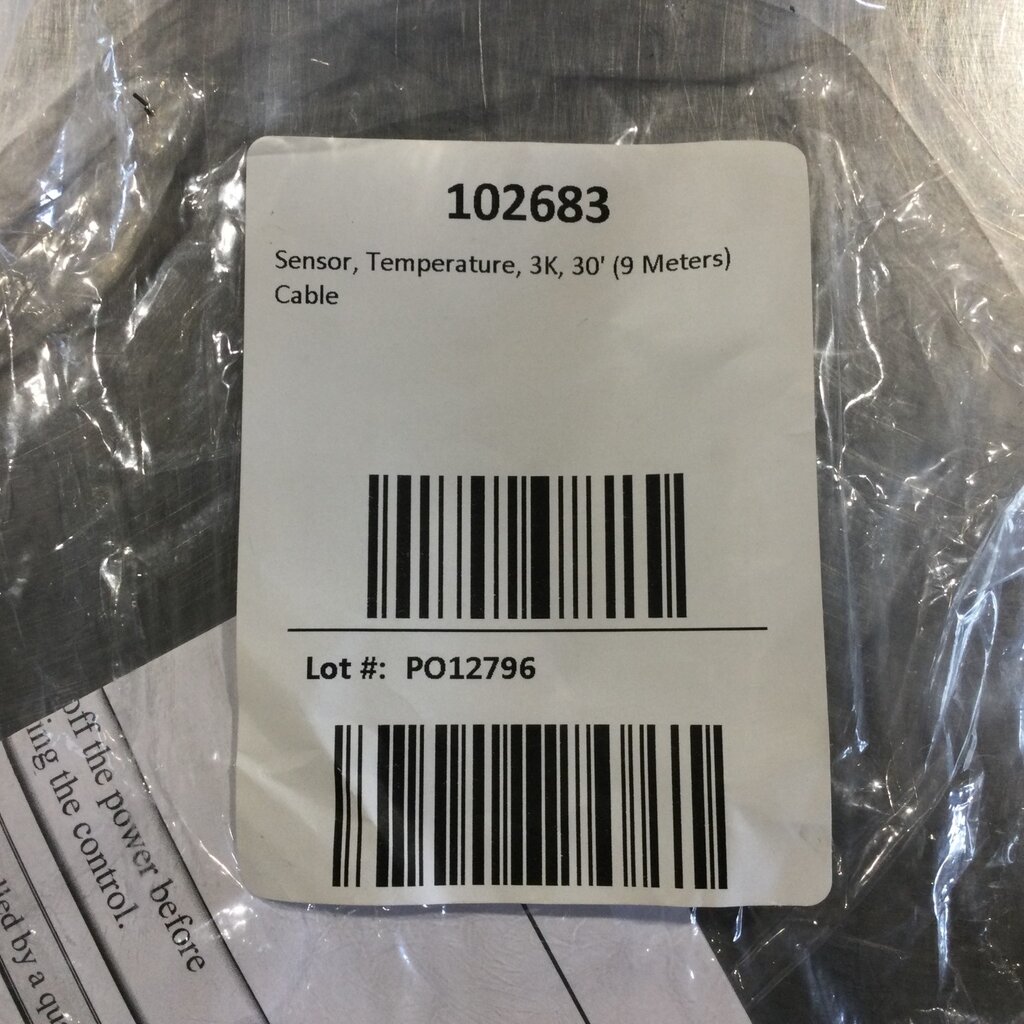 102683
Sensor, Temperature, 3K, 30' (9 Meters)
Cable
Lot #: PO12796
off the power before
ing the control.
lled by a qu